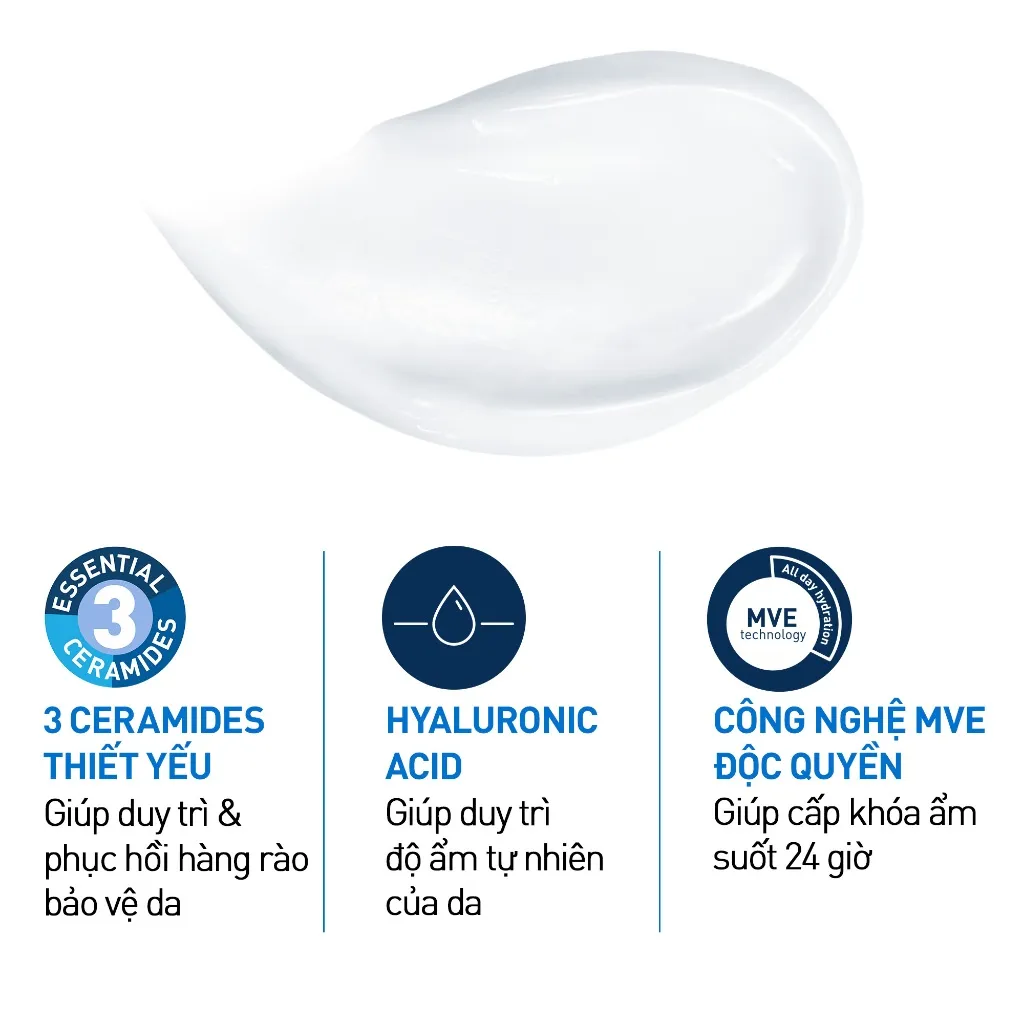 ESSENTIAL
3
CERAMIDES
3 CERAMIDES
THIẾT YẾU
Giúp duy trì &
phục hồi hàng rào
bảo vệ da
HYALURONIC
ACID
Giúp duy trì
độ ẩm tự nhiên
của da
All day hydration
MVE
technology
CÔNG NGHỆ MVE
ĐỘC QUYỀN
Giúp cấp khóa ẩm
suốt 24 giờ